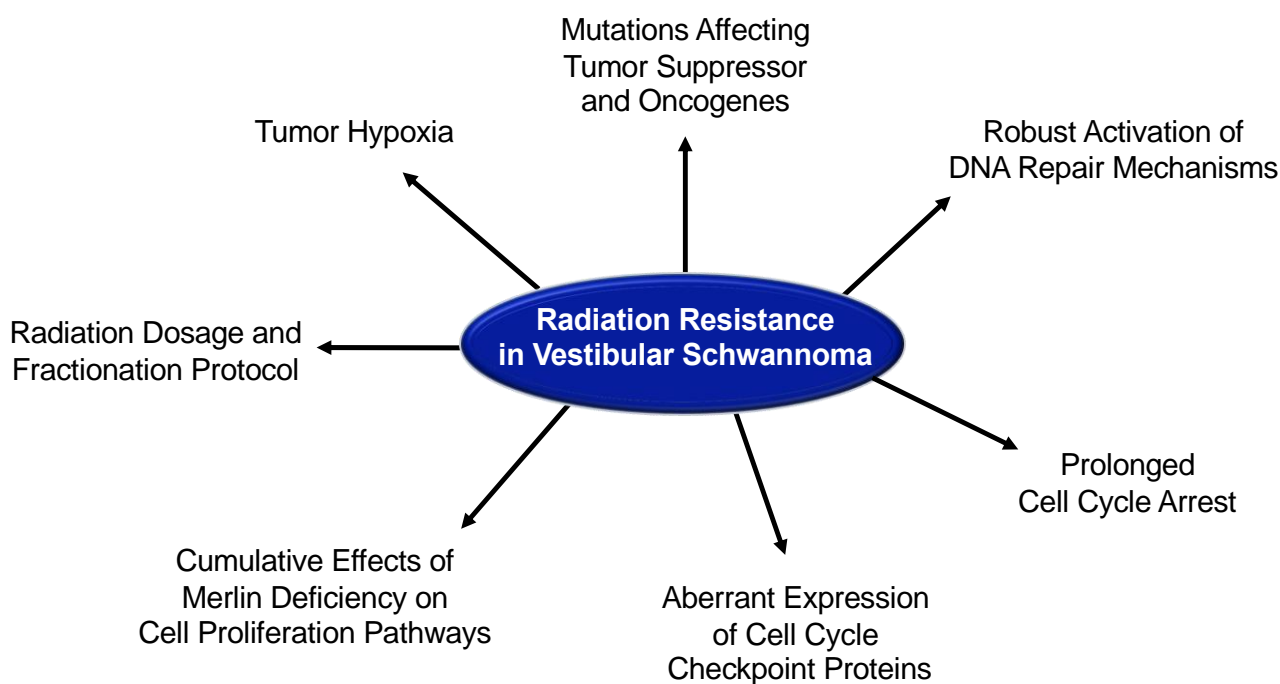 Mutations Affecting
Tumor Suppressor
and Oncogenes
Tumor Hypoxia
Robust Activation of
DNA Repair Mechanisms
Radiation Resistance
in Vestibular Schwannoma
Radiation Dosage and
Fractionation Protocol
Prolonged
Cell Cycle Arrest
Cumulative Effects of
Merlin Deficiency on
Cell Proliferation Pathways
Aberrant Expression
of Cell Cycle
Checkpoint Proteins